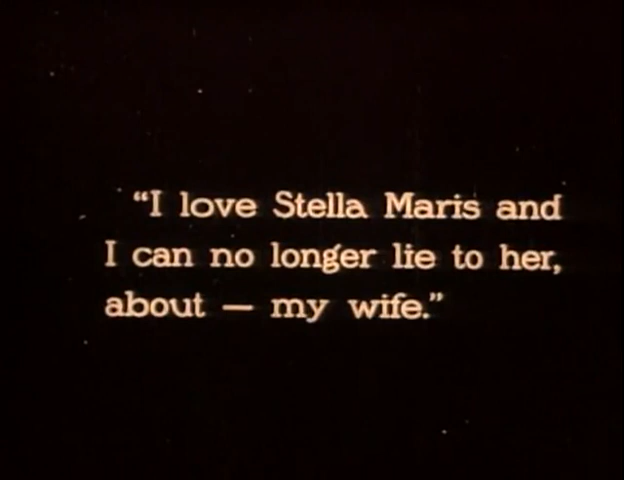 “I love Stella Maris and
I can no longer lie to her,
about — my wife.”